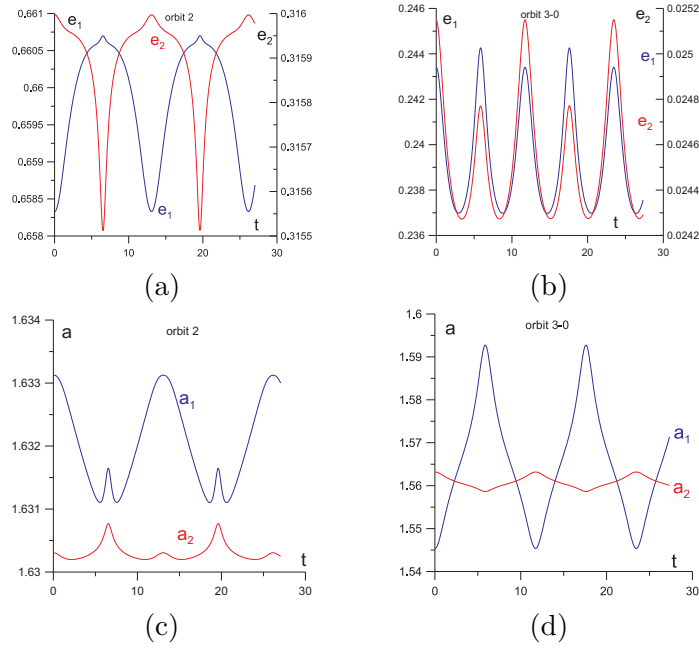 0.661
0.6605
0.66
0.6595
0.659
0.6585
0.658
e1
orbit 2
e2
e2
e1
t
0.316
0.3159
0.3158
0.3157
0.3156
0.3155
0 10 20 30
(a)
0.246
0.244
0.242
0.24
0.238
0.236
e1
orbit 3-0
e2
e1
e2
t
0.0252
0.025
0.0248
0.0246
0.0244
0.0242
0 10 20 30
(b)
1.634
1.633
1.632
1.631
1.63
a
orbit 2
a1
a2
t
0 10 20 30
(c)
1.6
1.59
1.58
1.57
1.56
1.55
1.54
a
orbit 3-0
a1
a2
t
0 10 20 30
(d)